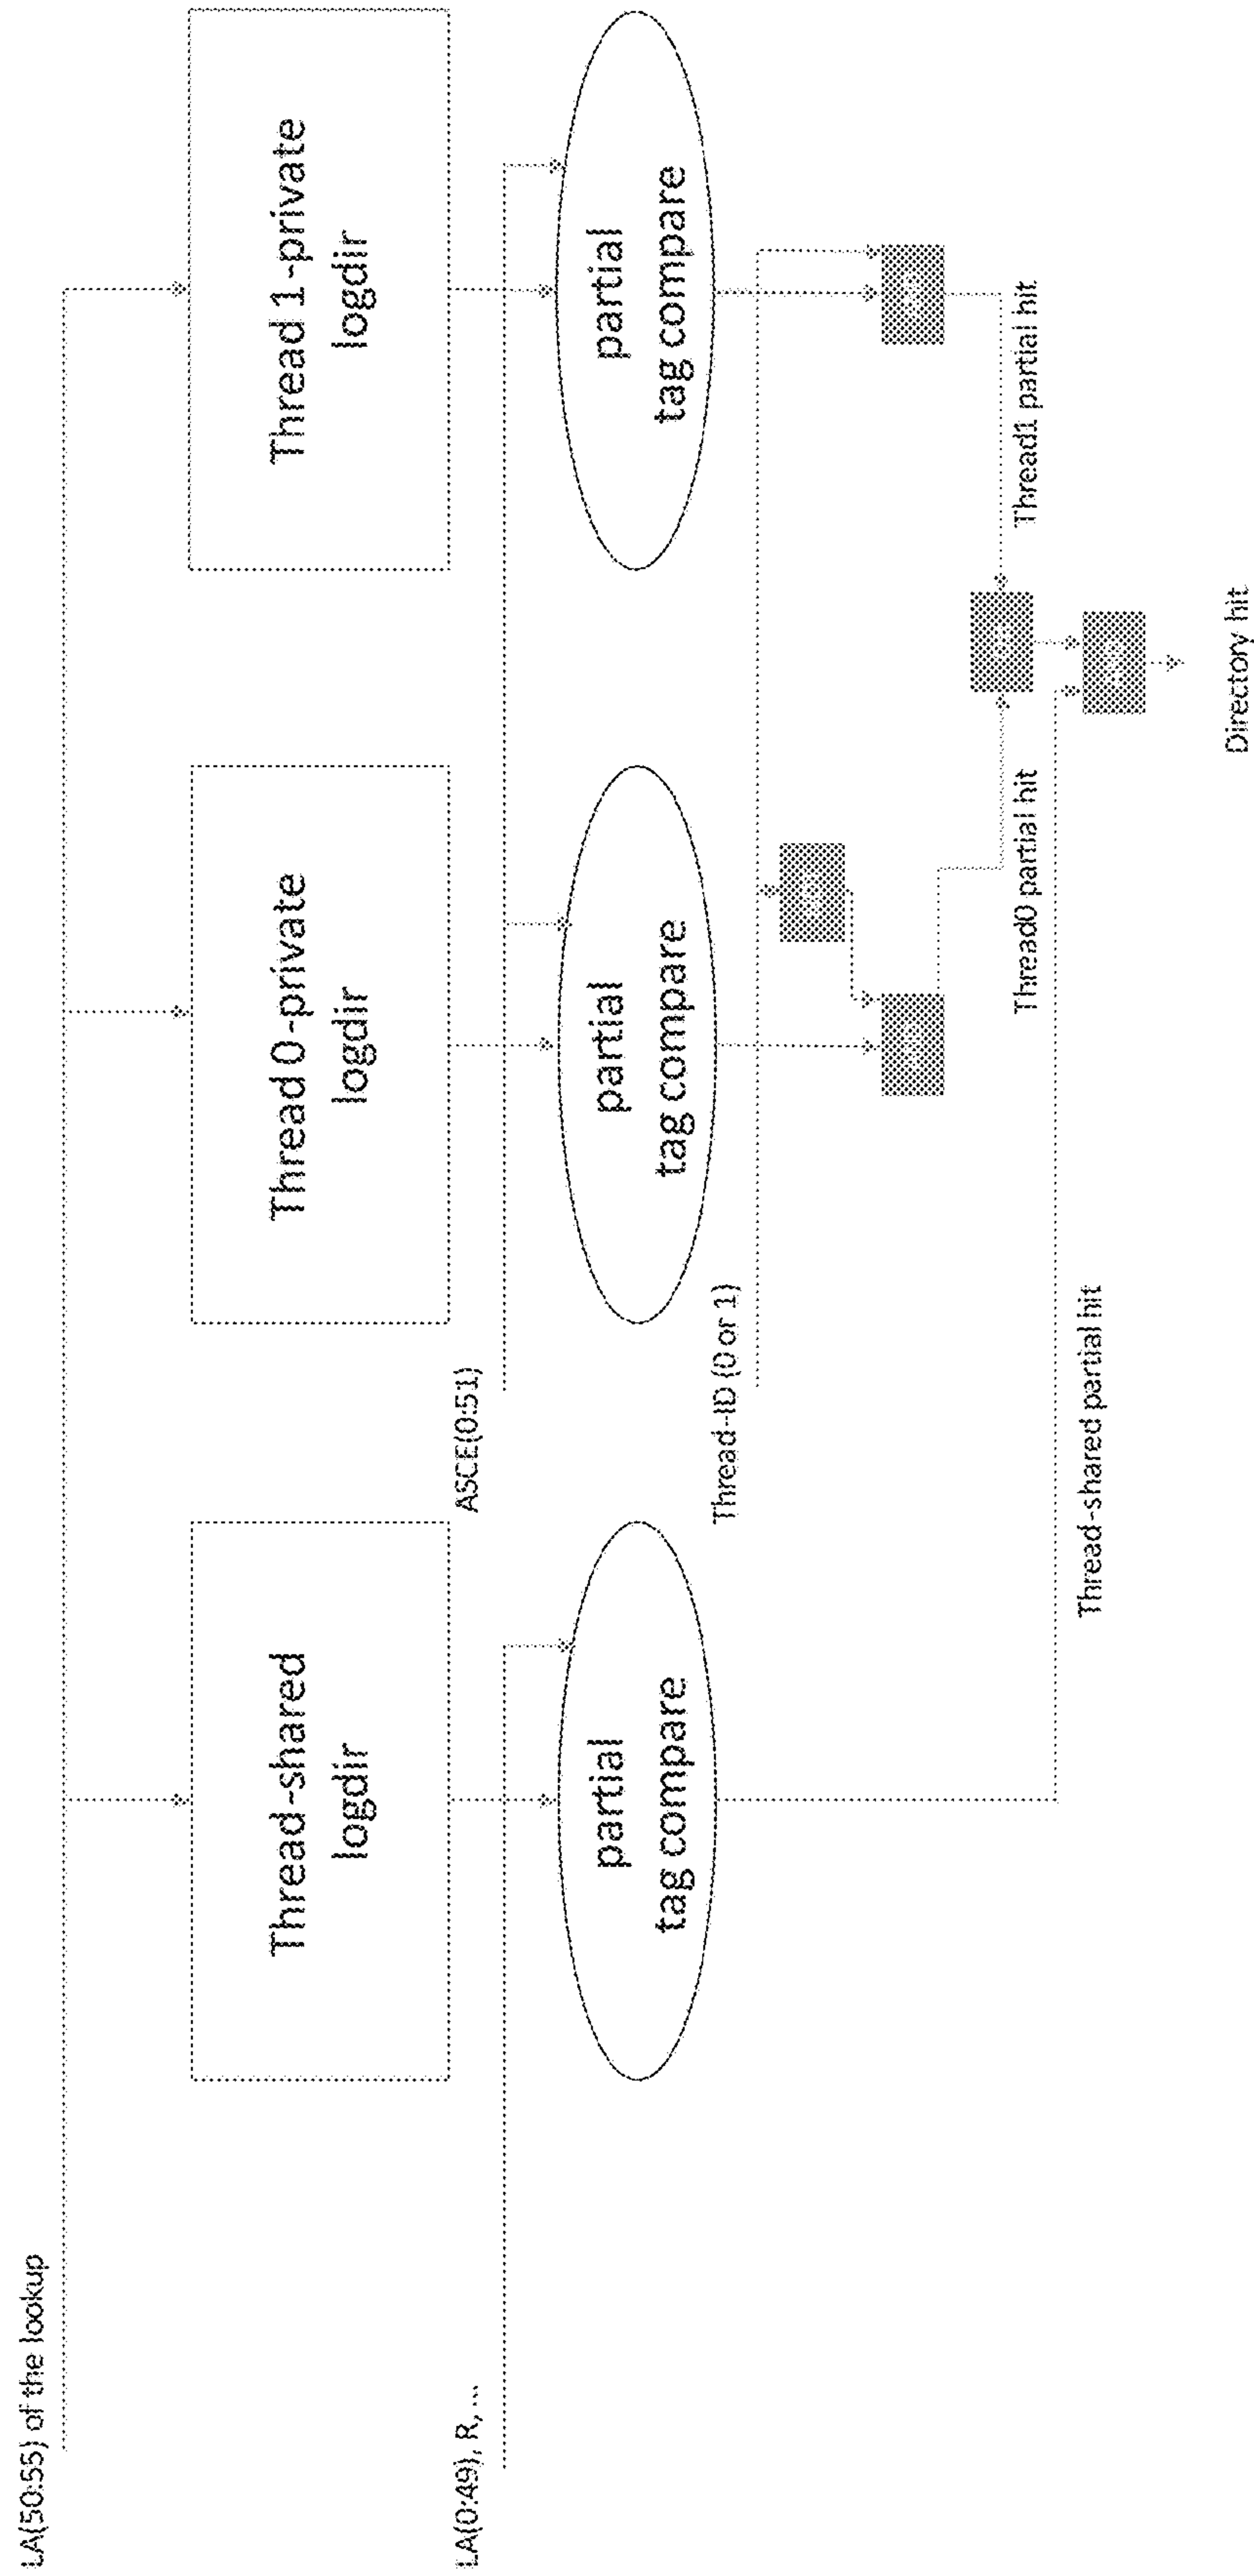 LA(50:55) of the lookup
Thread-shared
logdir
Thread 0-private
logdir
Thread 1-private
logdir
LA(0:49), R, ...
ASCE(0:51)
partial
tag compare
partial
tag compare
partial
tag compare
Thread-ID (0 or 1)
Thread0 partial hit
Thread1 partial hit
Thread-shared partial hit
Directory hit